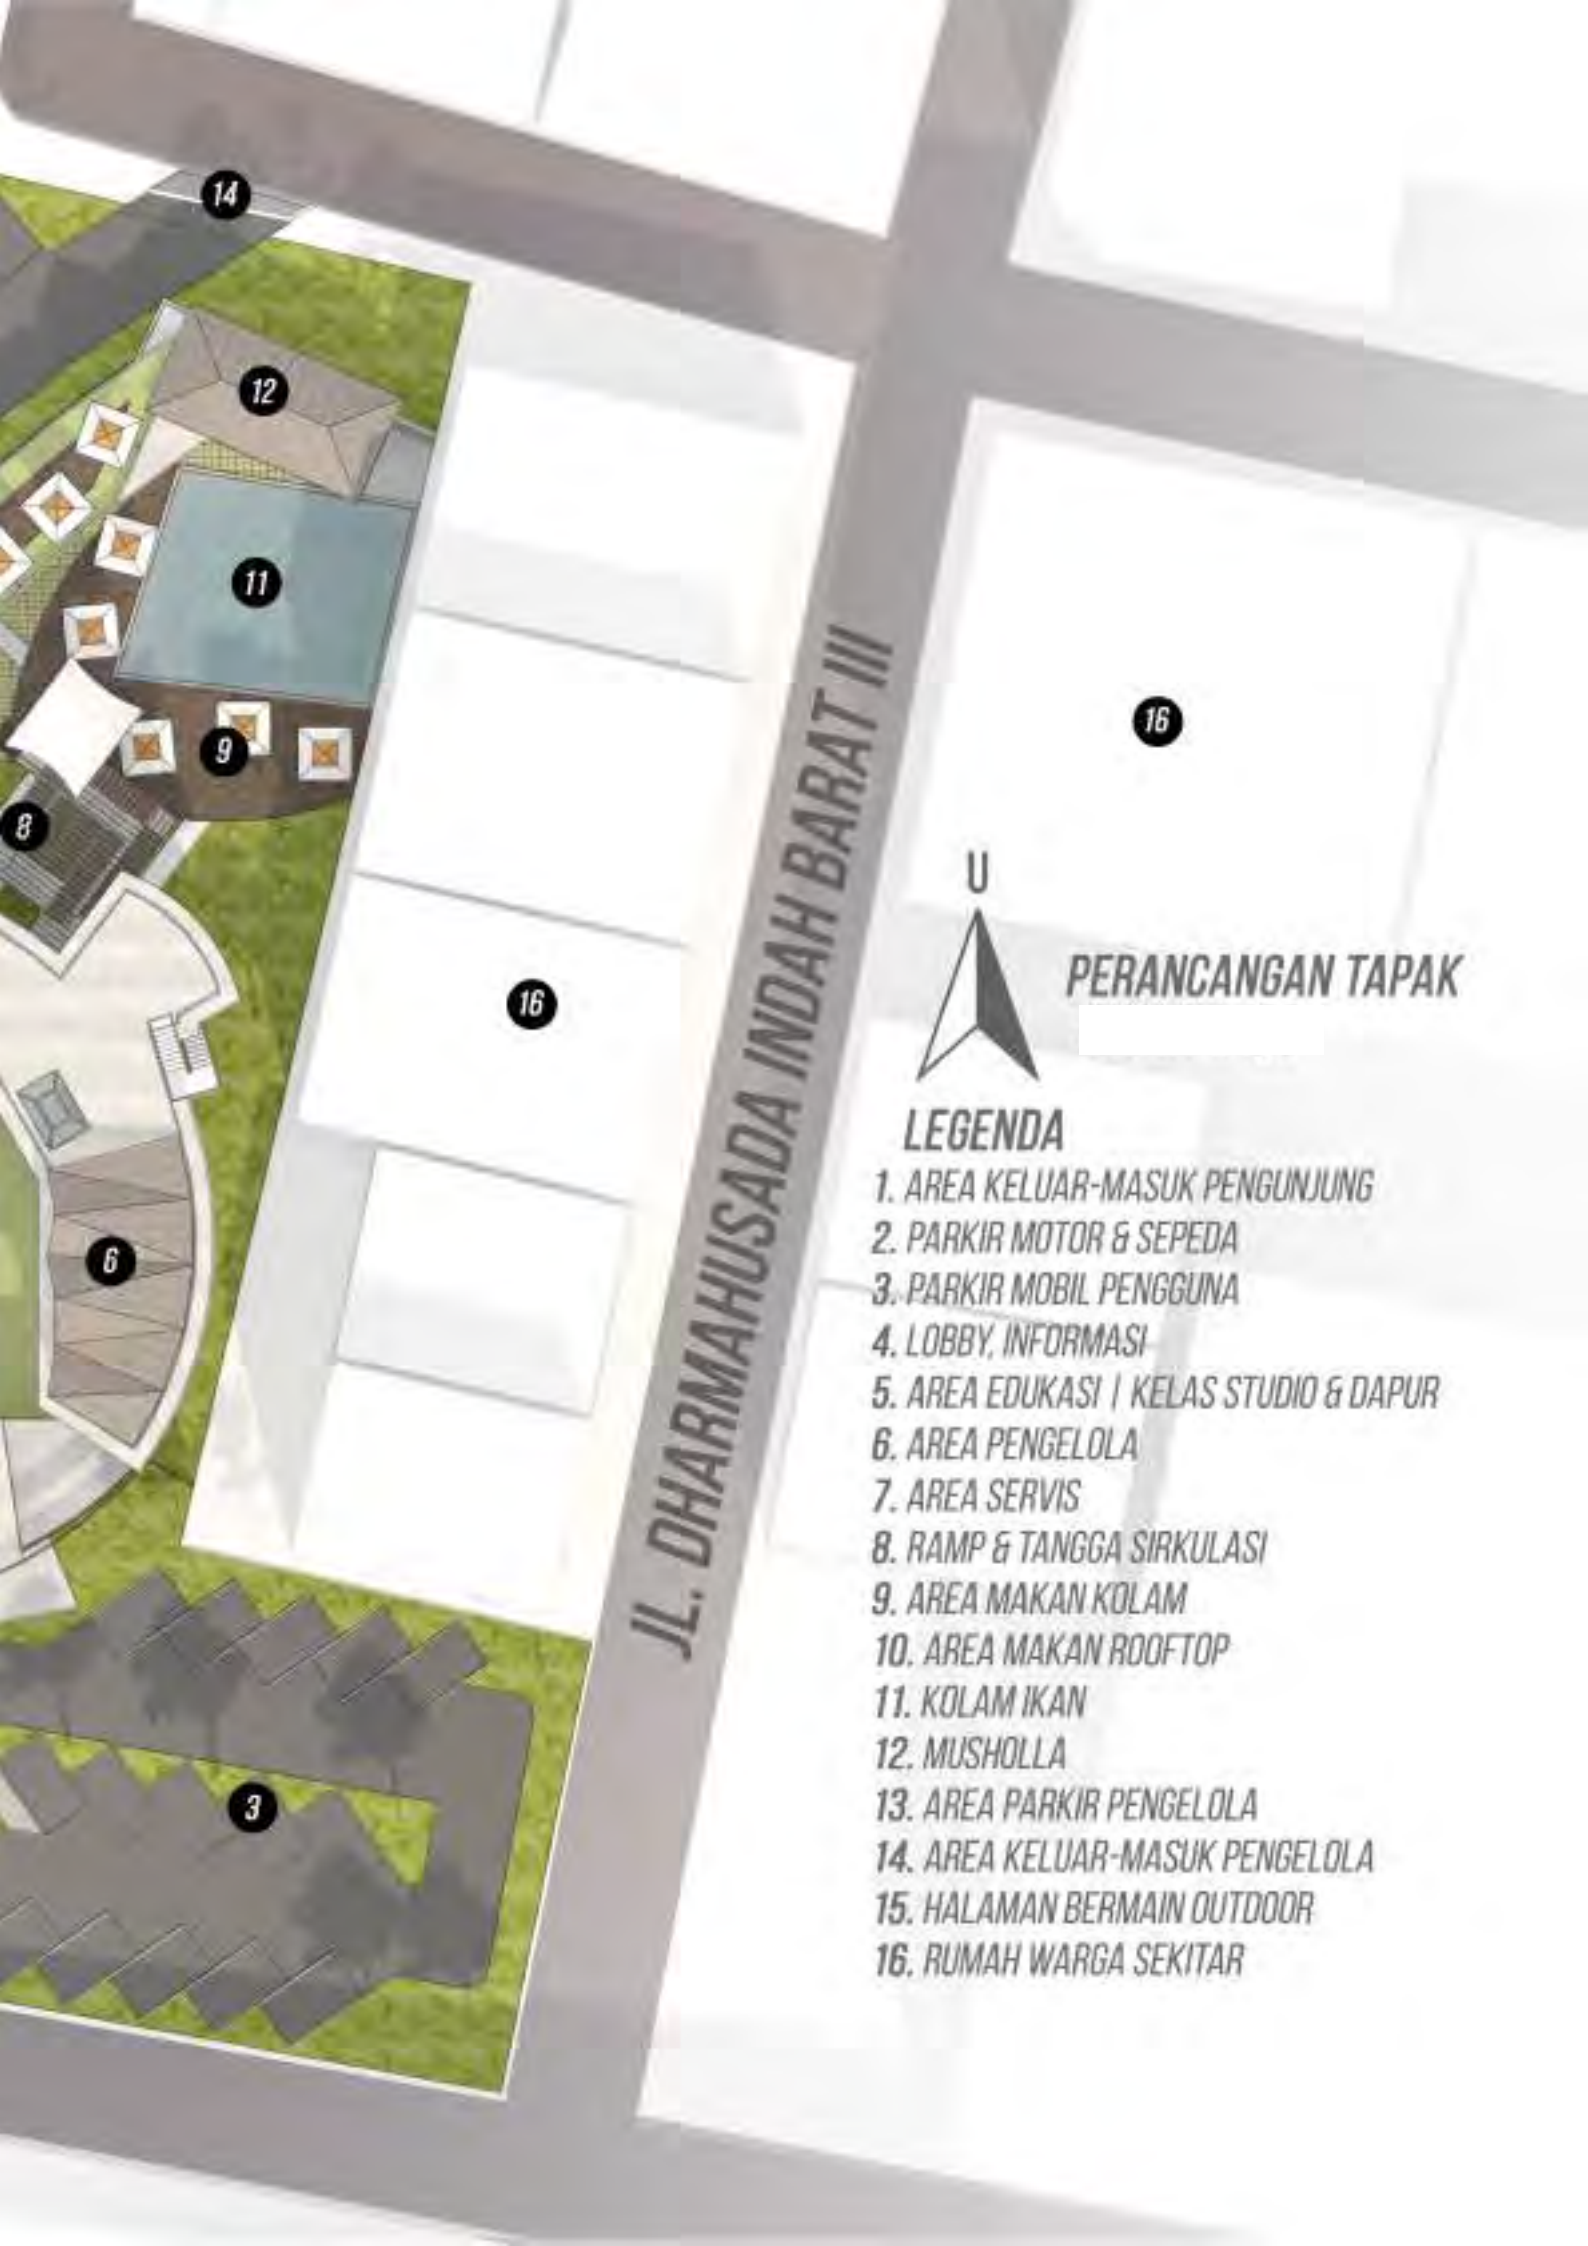 14
12
11
9
8
16
JL. DHARMAHUSADA INDAH BARAT III
16
6
3
U
PERANCANGAN TAPAK
LEGENDA
1. AREA KELUAR-MASUK PENGUNJUNG
2. PARKIR MOTOR & SEPEDA
3. PARKIR MOBIL PENGGUNA
4. LOBBY, INFORMASI
5. AREA EDUKASI | KELAS STUDIO & DAPUR
6. AREA PENGELOLA
7. AREA SERVIS
8. RAMP & TANGGA SIRKULASI
9. AREA MAKAN KOLAM
10. AREA MAKAN ROOFTOP
11. KOLAM IKAN
12. MUSHOLLA
13. AREA PARKIR PENGELOLA
14. AREA KELUAR-MASUK PENGELOLA
15. HALAMAN BERMAIN OUTDOOR
16. RUMAH WARGA SEKITAR